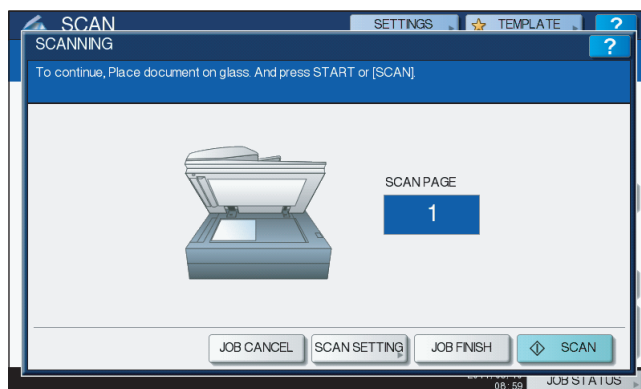 SCAN
SETTINGS
TEMPLATE
?
SCANNING
?
To continue, Place document on glass. And press START or [SCAN].
SCAN PAGE
1
JOB CANCEL
SCAN SETTING
JOB FINISH
SCAN
08:59
JOB STATUS